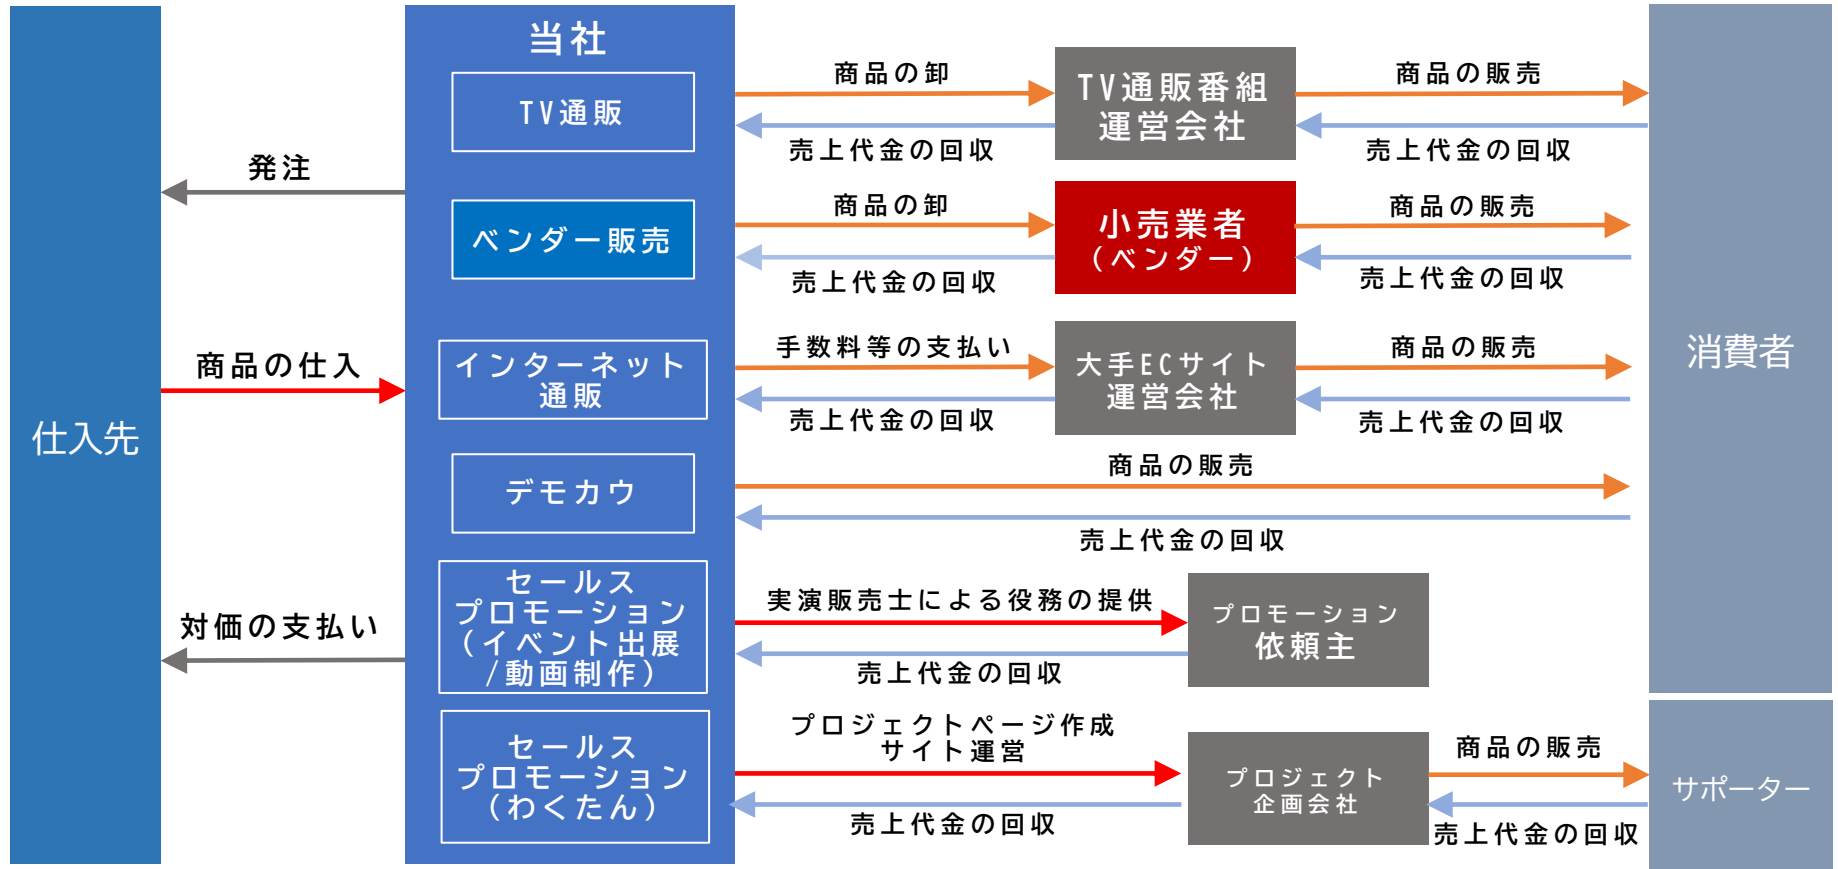 当社
TV通販
商品の卸
TV通販番組
運営会社
商品の販売
売上代金の回収
売上代金の回収
発注
ベンダー販売
商品の卸
小売業者
（ベンダー）
商品の販売
売上代金の回収
売上代金の回収
商品の仕入
インターネット
通販
手数料等の支払い
大手ECサイト
運営会社
商品の販売
売上代金の回収
売上代金の回収
消費者
仕入先
デモカウ
商品の販売
売上代金の回収
対価の支払い
セールス
プロモーション
（イベント出展
/動画制作）
実演販売士による役務の提供
プロモーション
依頼主
売上代金の回収
セールス
プロモーション
（わくたん）
プロジェクトページ作成
サイト運営
プロジェクト
企画会社
商品の販売
売上代金の回収
売上代金の回収
サポーター